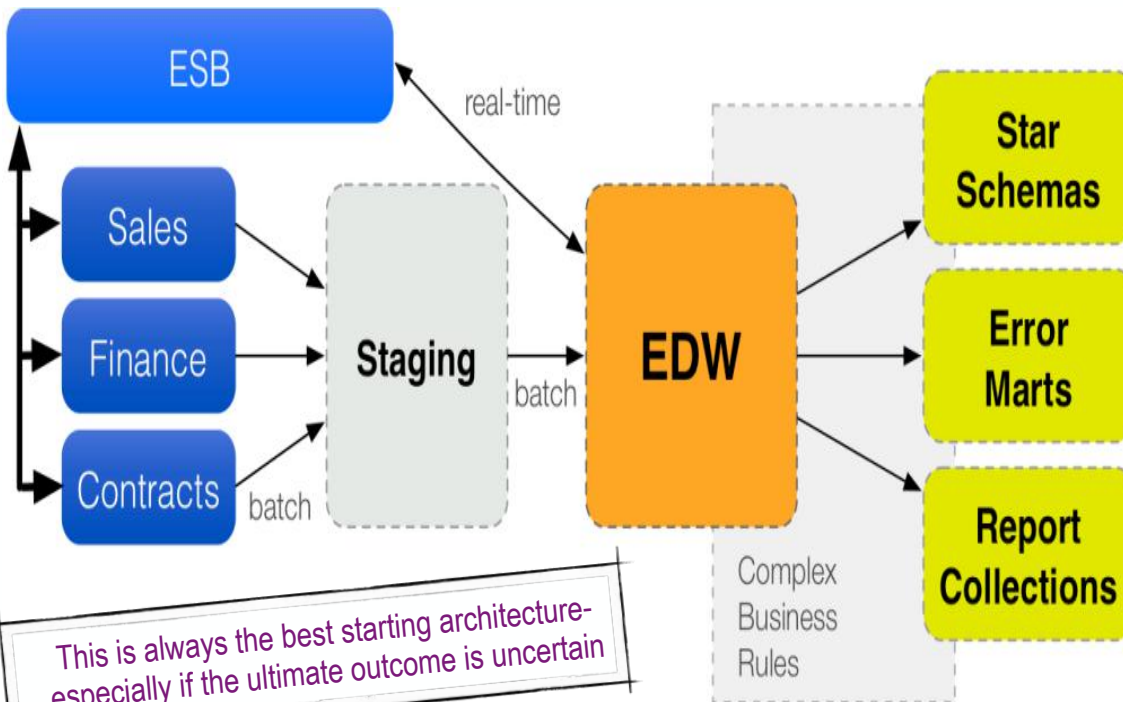 ESB
real-time
Sales
Finance
Contracts
batch
Staging
batch
EDW
Star
Schemas
Error
Marts
Report
Collections
Complex
Business
Rules
This is always the best starting architecture-
especially if the ultimate outcome is uncertain